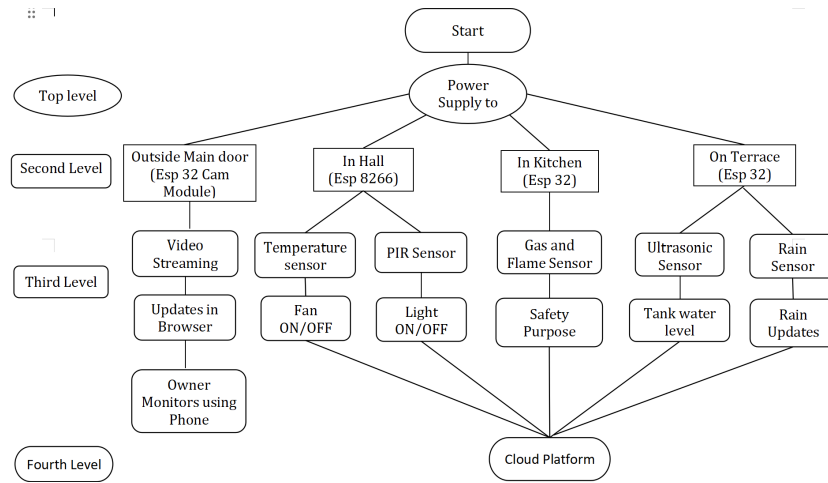 Start
Top level
Power
Supply to
Second Level
Outside Main door
(Esp 32 Cam
Module)
In Hall
(Esp 8266)
In Kitchen
(Esp 32)
On Terrace
(Esp 32)
Third Level
Video
Streaming
Temperature
sensor
PIR Sensor
Gas and
Flame Sensor
Ultrasonic
Sensor
Rain
Sensor
Updates in
Browser
Fan
ON/OFF
Light
ON/OFF
Safety
Purpose
Tank water
level
Rain
Updates
Owner
Monitors using
Phone
Fourth Level
Cloud Platform